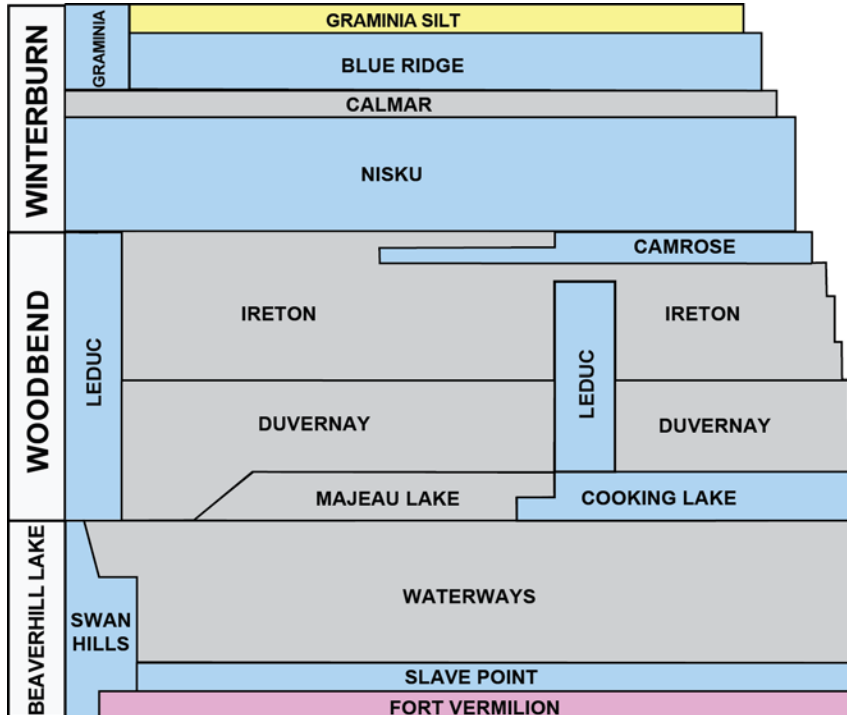 WINTERBURN
GRAMINIA
GRAMINIA SILT
BLUE RIDGE
CALMAR
NISKU
WOODBEND
LEDUC
CAMROSE
IRETON
IRETON
LEDUC
DUVERNAY
DUVERNAY
MAJEAU LAKE
COOKING LAKE
BEAVERHILL LAKE
SWAN
HILLS
WATERWAYS
SLAVE POINT
FORT VERMILION